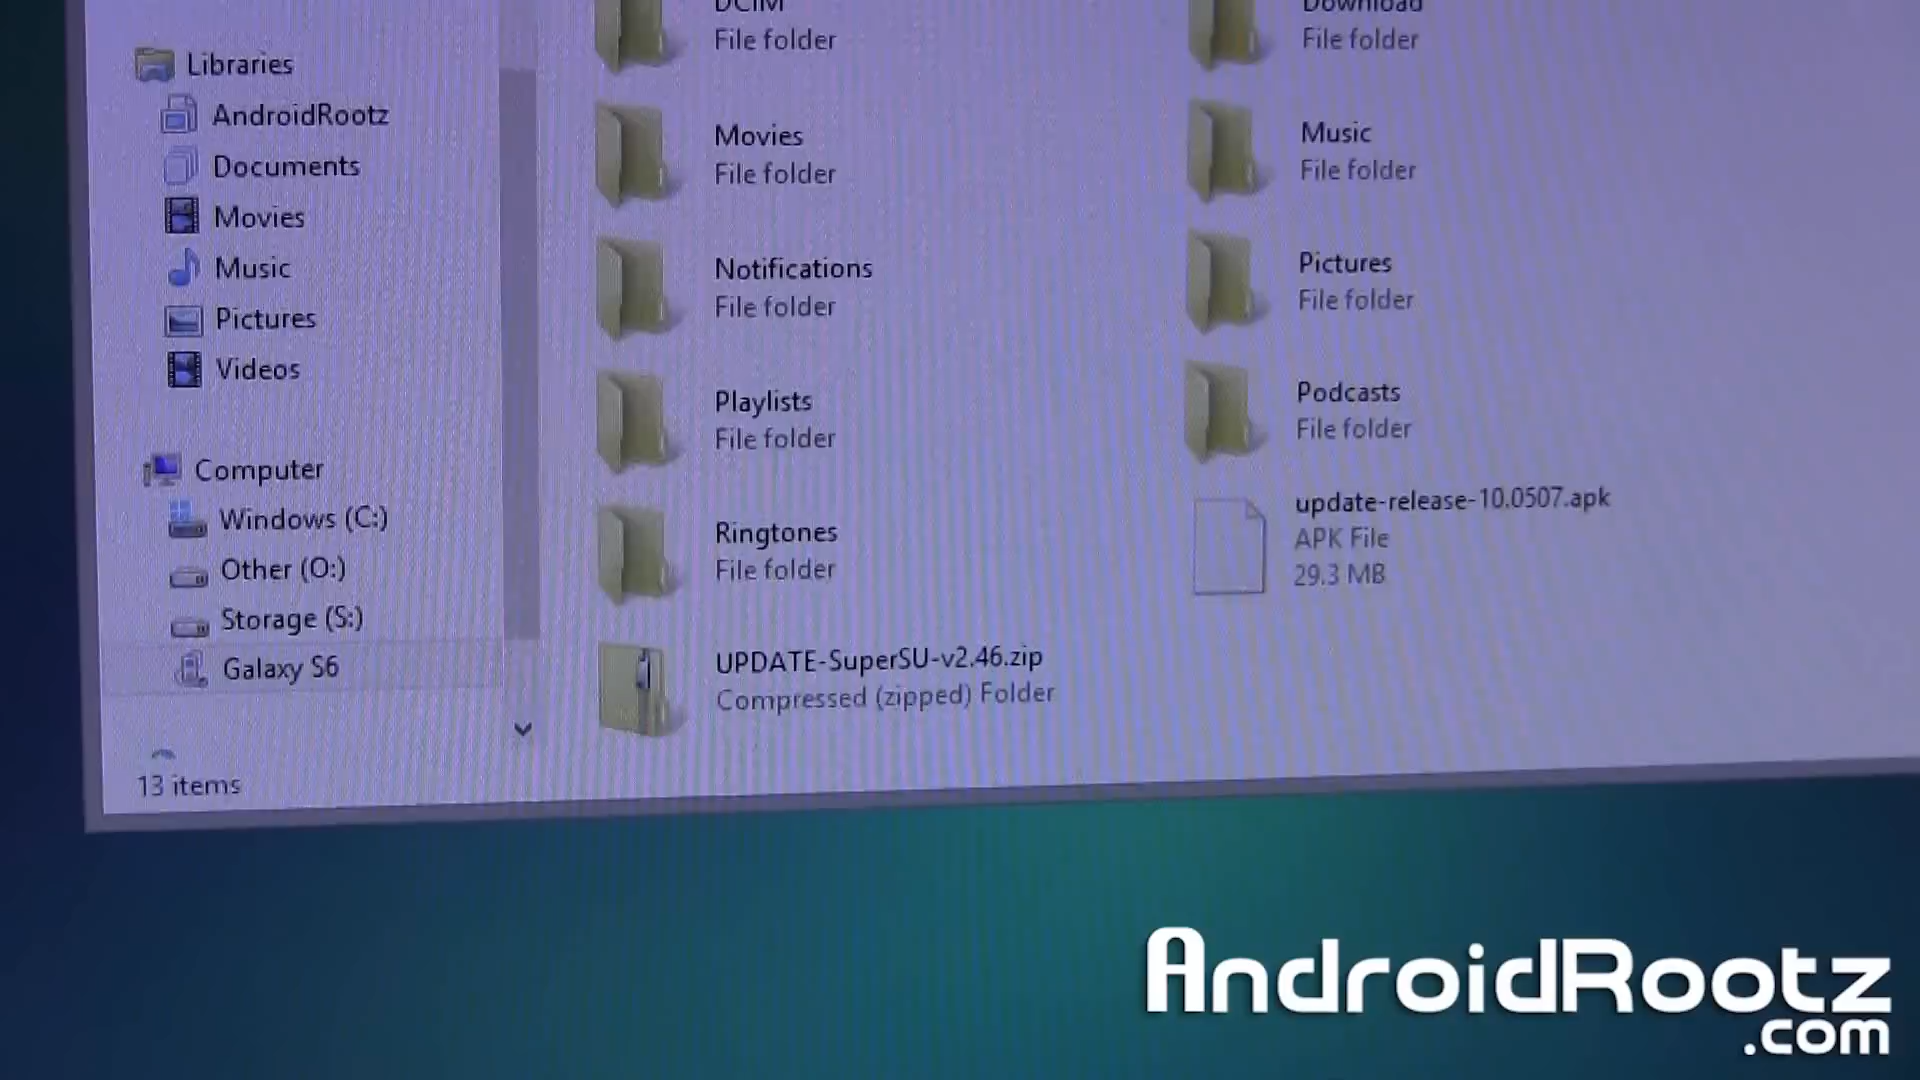 Libraries
AndroidRootz
Documents
Movies
Music
Pictures
Videos
Computer
Windows (C:)
Other (O:)
Storage (S:)
Galaxy S6
13 items
DCIM
File folder
Download
File folder
Movies
File folder
Music
File folder
Notifications
File folder
Pictures
File folder
Playlists
File folder
Podcasts
File folder
Ringtones
File folder
update-release-10.0507.apk
APK File
29.3 MB
UPDATE-SuperSU-v2.46.zip
Compressed (zipped) Folder
AndroidRootz
.com